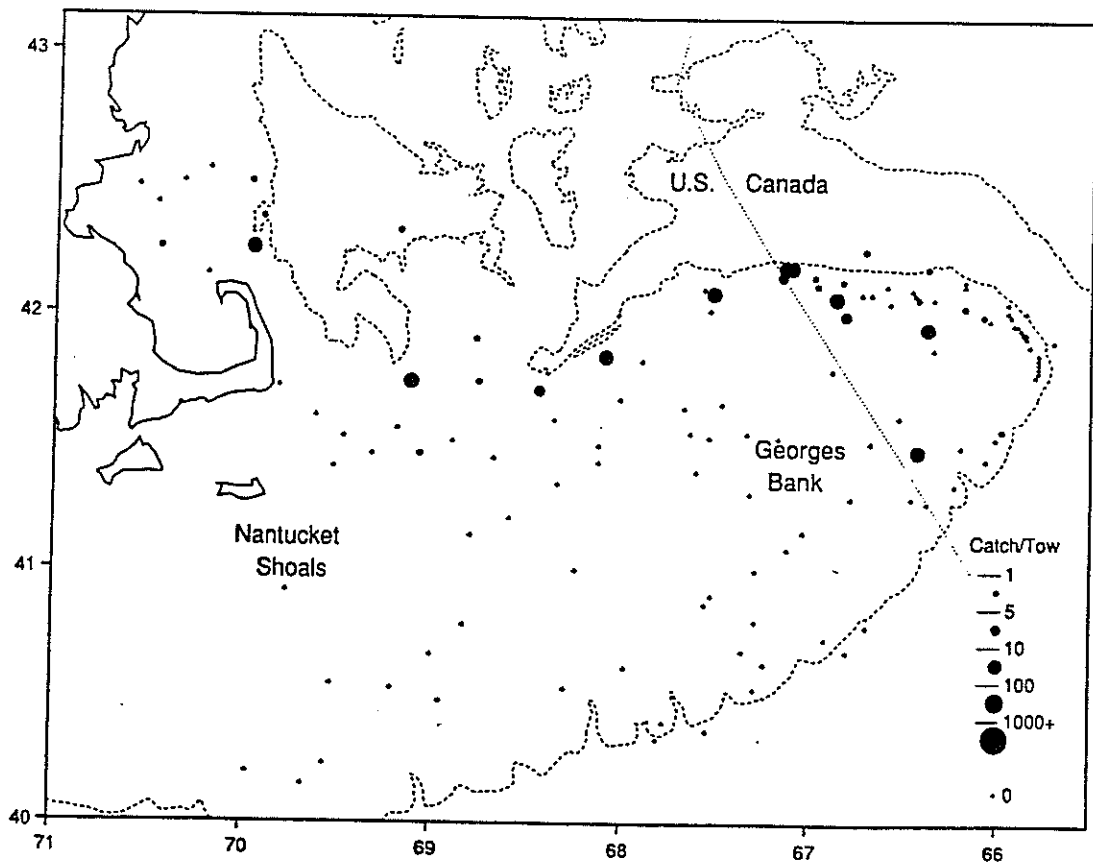 43
U.S. Canada
42
Georges
Bank
Nantucket
Shoals
41
Catch/Tow
1
5
10
100
1000+
0
40
71 70 69 68 67 66